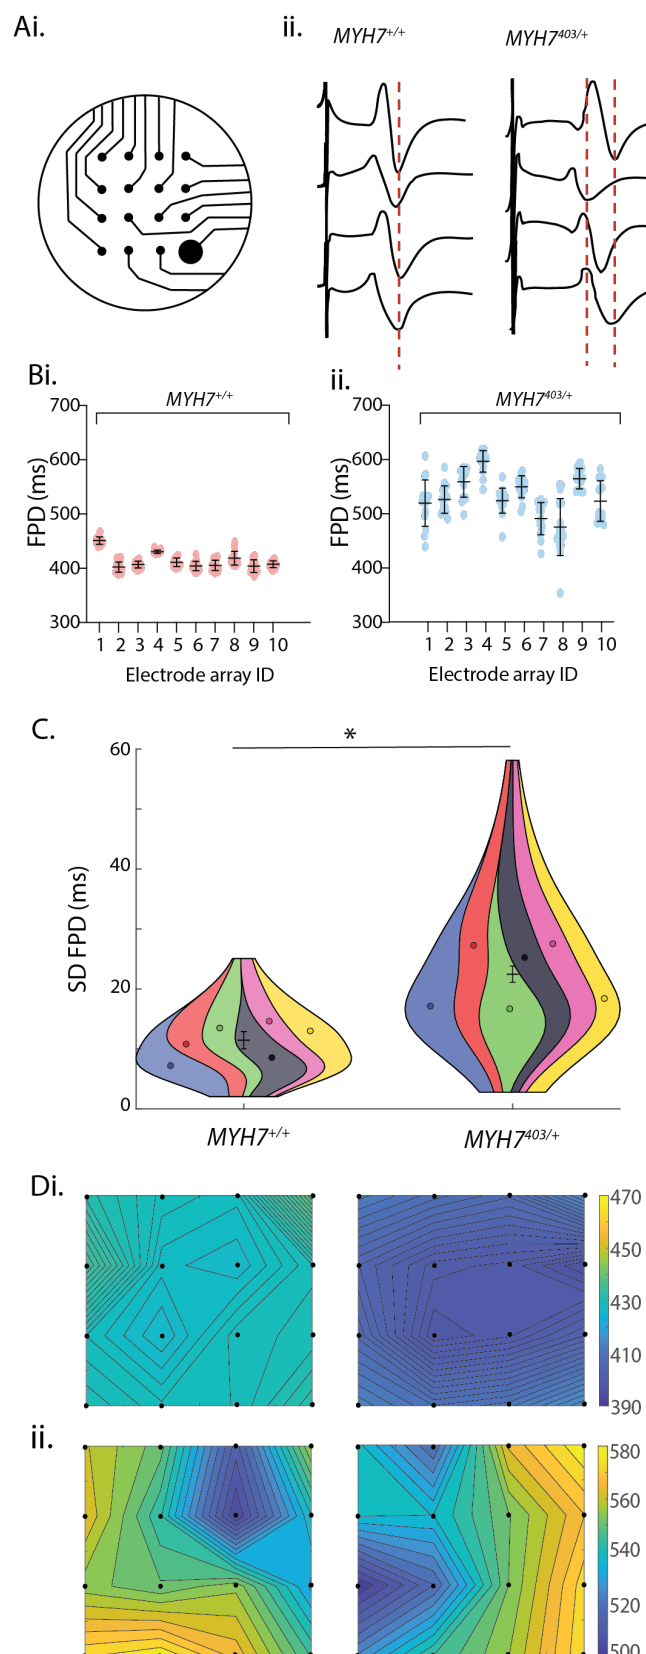 Ai.
ii.
MYH7+/+
MYH7403/+
Bi.
ii.
MYH7+/+
MYH7403/+
700
600
500
400
300
FPD (ms)
1 2 3 4 5 6 7 8 9 10
Electrode array ID
700
600
500
400
300
FPD (ms)
1 2 3 4 5 6 7 8 9 10
Electrode array ID
C.
*
60
40
20
0
SD FPD (ms)
MYH7+/+
MYH7403/+
Di.
470
450
430
410
390
ii.
580
560
540
520
500